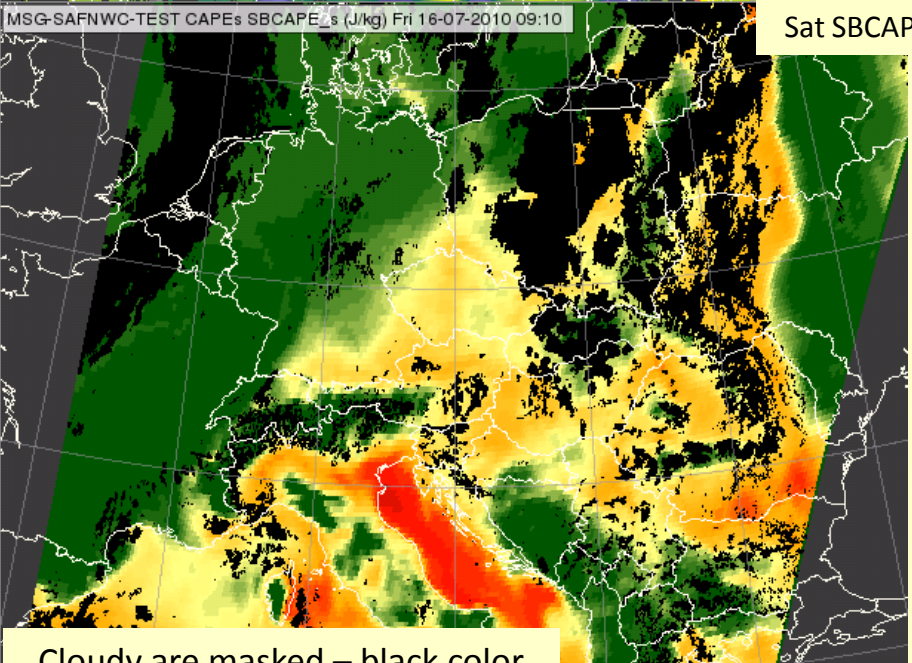 MSG-SAFNWC-TEST CAPEs SBCAPE_s (J/kg) Fri 16-07-2010 09:10
Sat SBCAP
Cloudy are masked – black color